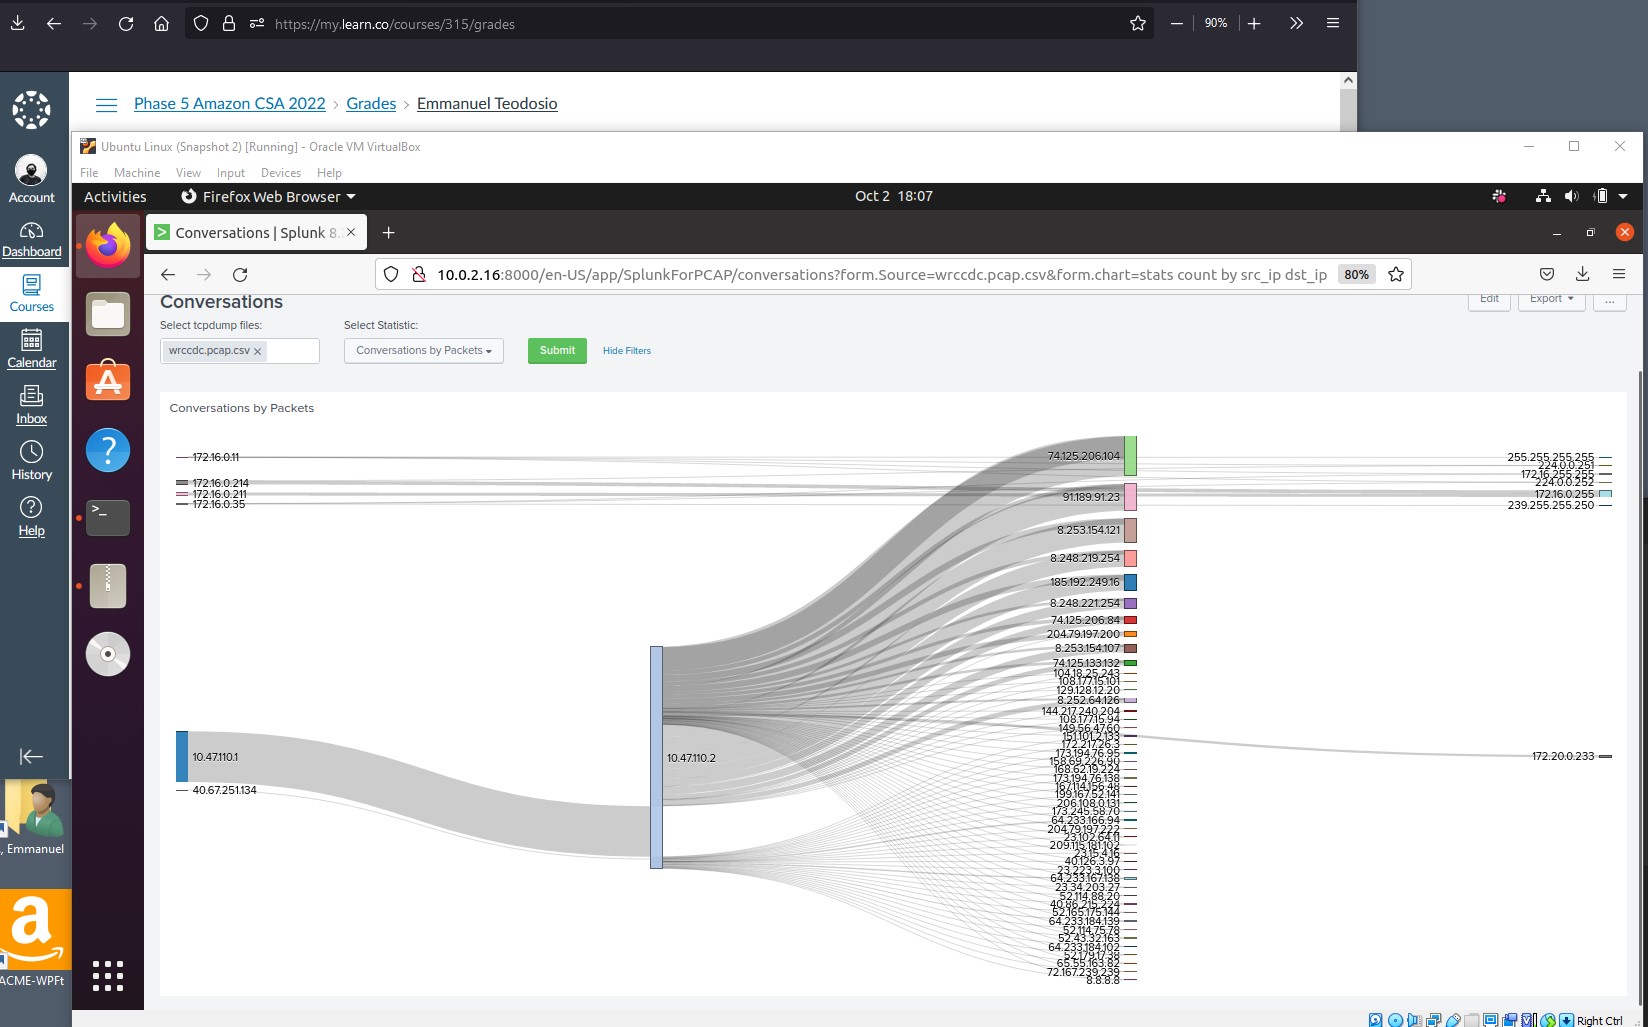 https://my.learn.co/courses/315/grades
90%
Phase 5 Amazon CSA 2022 > Grades > Emmanuel Teodosio
Account
Dashboard
Courses
Calendar
Inbox
History
Help
, Emmanuel
ACME-WPFt
Ubuntu Linux (Snapshot 2) [Running] - Oracle VM VirtualBox
File Machine View Input Devices Help
Activities Firefox Web Browser Oct 2 18:07
Conversations | Splunk 8.
10.0.2.16:8000/en-US/app/SplunkForPCAP/conversations?form.Source=wrccdc.pcap.csv&form.chart=stats count by src_ip dst_ip 80%
Conversations Edit Export ...
Select tcpdump files: Select Statistic:
wrccdc.pcap.csv Conversations by Packets Submit Hide Filters
Conversations by Packets
172.16.0.11
172.16.0.214
172.16.0.211
172.16.0.35
10.47.110.1
40.67.251.134
10.47.110.2
74.125.206.104
91.189.91.23
8.253.154.121
8.248.219.254
185.192.249.16
8.248.221.254
74.125.206.84
204.79.197.200
8.253.154.107
74.125.133.132
104.18.25.243
108.177.15.101
129.128.12.20
8.252.64.126
144.217.240.204
108.177.15.94
149.56.47.60
151.101.2.133
172.217.26.3
173.194.76.95
158.69.226.90
168.62.19.224
173.194.76.138
167.114.156.48
199.167.52.141
206.108.0.131
173.245.58.70
64.233.166.94
204.79.197.222
23.102.64.11
209.115.181.102
23.15.4.16
40.126.3.97
23.223.3.100
64.233.167.138
23.34.203.27
52.114.88.20
40.86.215.224
52.165.175.144
64.233.184.139
52.114.75.78
52.43.32.163
64.233.184.102
52.179.17.38
65.55.163.82
72.167.239.239
8.8.8.8
255.255.255.255
224.0.0.251
172.16.255.255
224.0.0.252
172.16.0.255
239.255.255.250
172.20.0.233
Right Ctrl